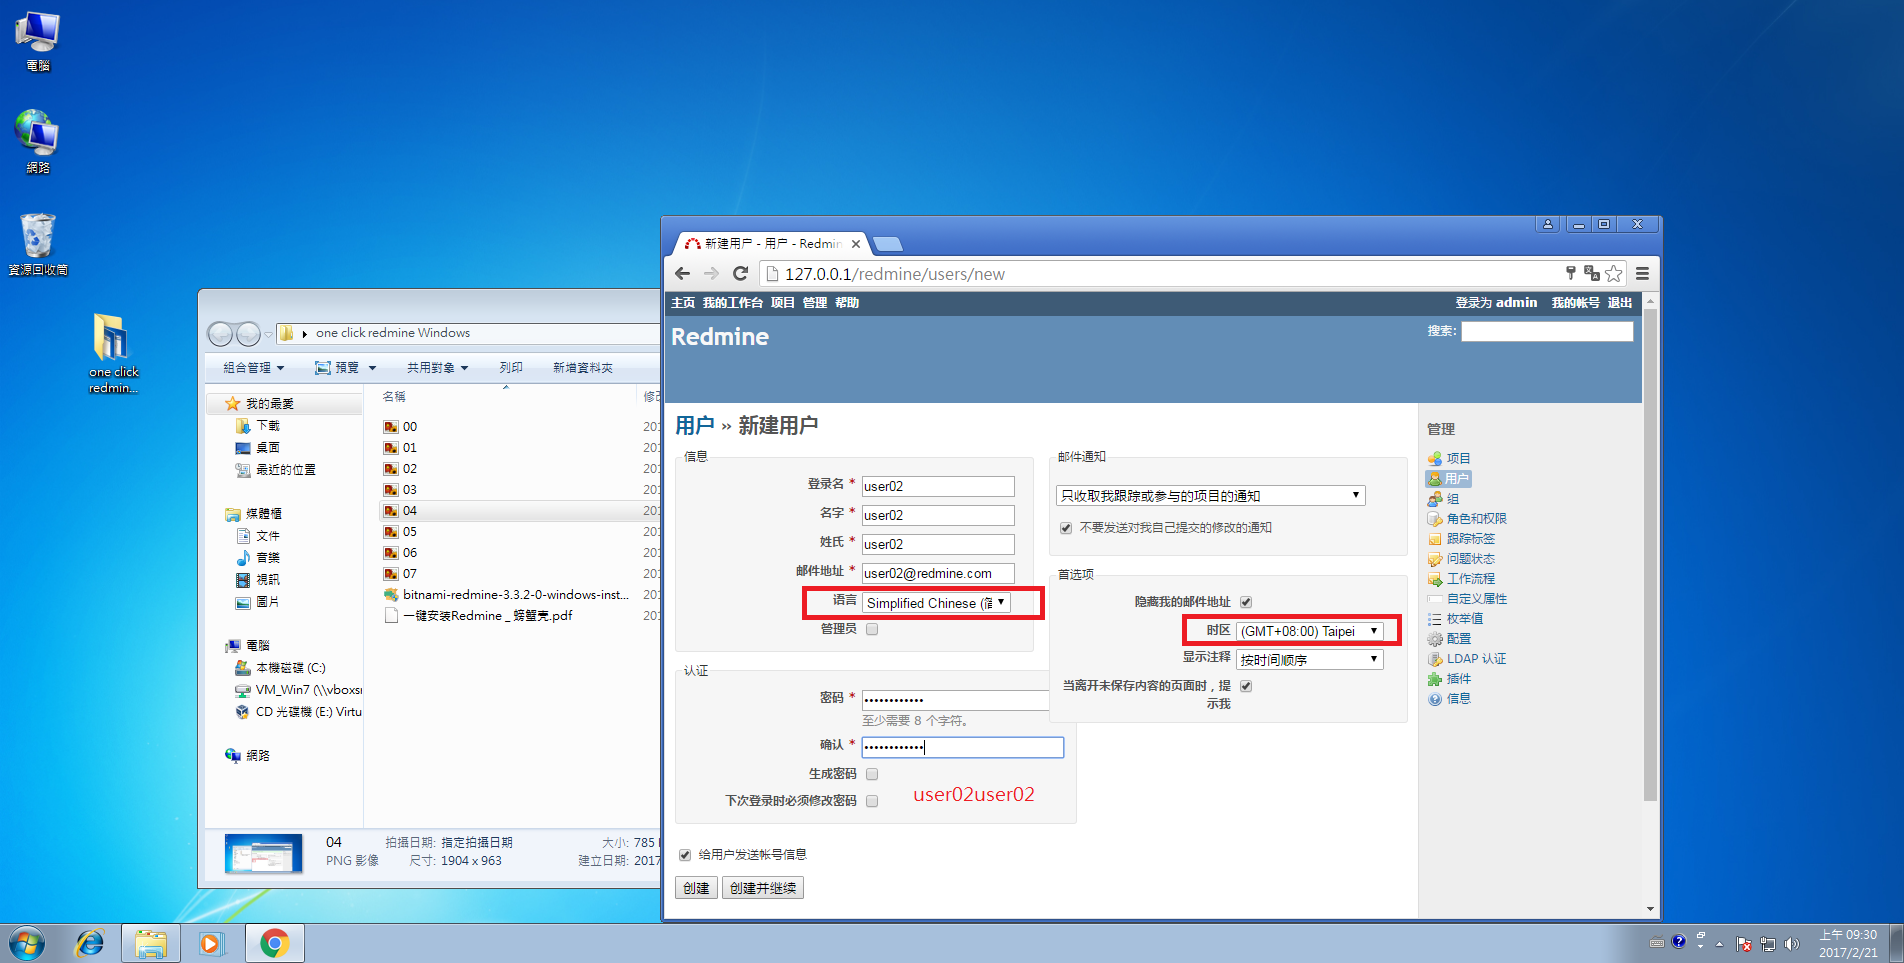 電腦
網路
資源回收筒
one click
redmin...
one click redmine Windows
組合管理
預覽
共用對象
列印
新增資料夾
我的最愛
下載
桌面
最近的位置
媒體櫃
文件
音樂
視訊
圖片
電腦
本機磁碟 (C:)
VM_Win7 (\\vboxsr
CD 光碟機 (E:) Virtu
網路
名稱
修改
00
201
01
201
02
201
03
201
04
201
05
201
06
201
07
201
bitnami-redmine-3.3.2-0-windows-inst...
201
一键安装Redmine _ 螃蟹壳.pdf
201
04
拍攝日期: 指定拍攝日期
大小: 785
PNG 影像
尺寸: 1904 x 963
建立日期: 2017
新建用户 - 用户 - Redmin
127.0.0.1/redmine/users/new
主页 我的工作台 项目 管理 帮助
登录为 admin 我的帐号 退出
Redmine
搜索:
用户 » 新建用户
信息
登录名 * user02
名字 * user02
姓氏 * user02
邮件地址 * user02@redmine.com
语言 Simplified Chinese (简
管理员
认证
密码 * ••••••••••••
至少需要 8 个字符。
确认 * ••••••••••••
生成密码
下次登录时必须修改密码
user02user02
给用户发送帐号信息
创建
创建并继续
邮件通知
只收取我跟踪或参与的项目的通知
不要发送对我自己提交的修改的通知
首选项
隐藏我的邮件地址
时区 (GMT+08:00) Taipei
显示注释 按时间顺序
当离开未保存内容的页面时，提
示我
管理
项目
用户
组
角色和权限
跟踪标签
问题状态
工作流程
自定义属性
枚举值
配置
LDAP 认证
插件
信息
上午 09:30
2017/2/21